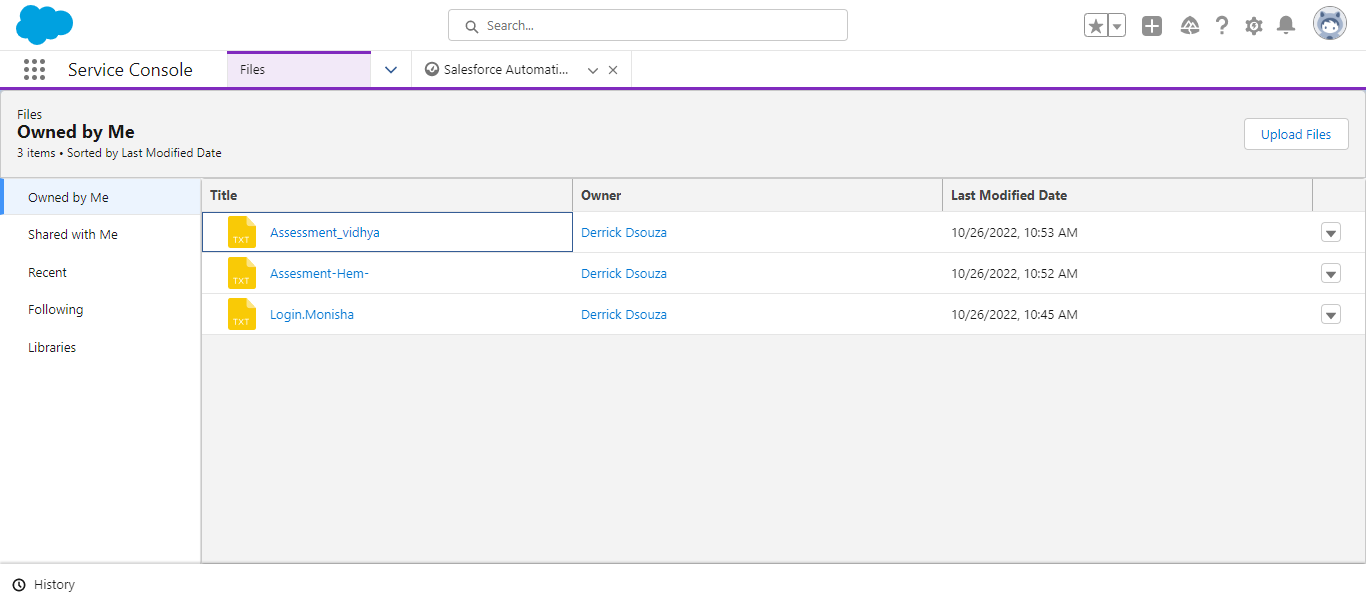 Search...
Service Console
Files
Salesforce Automati...
Files
Owned by Me
3 items • Sorted by Last Modified Date
Upload Files
Owned by Me
Shared with Me
Recent
Following
Libraries
Title Owner Last Modified Date
TXT Assessment_vidhya Derrick Dsouza 10/26/2022, 10:53 AM
TXT Assesment-Hem- Derrick Dsouza 10/26/2022, 10:52 AM
TXT Login.Monisha Derrick Dsouza 10/26/2022, 10:45 AM
History